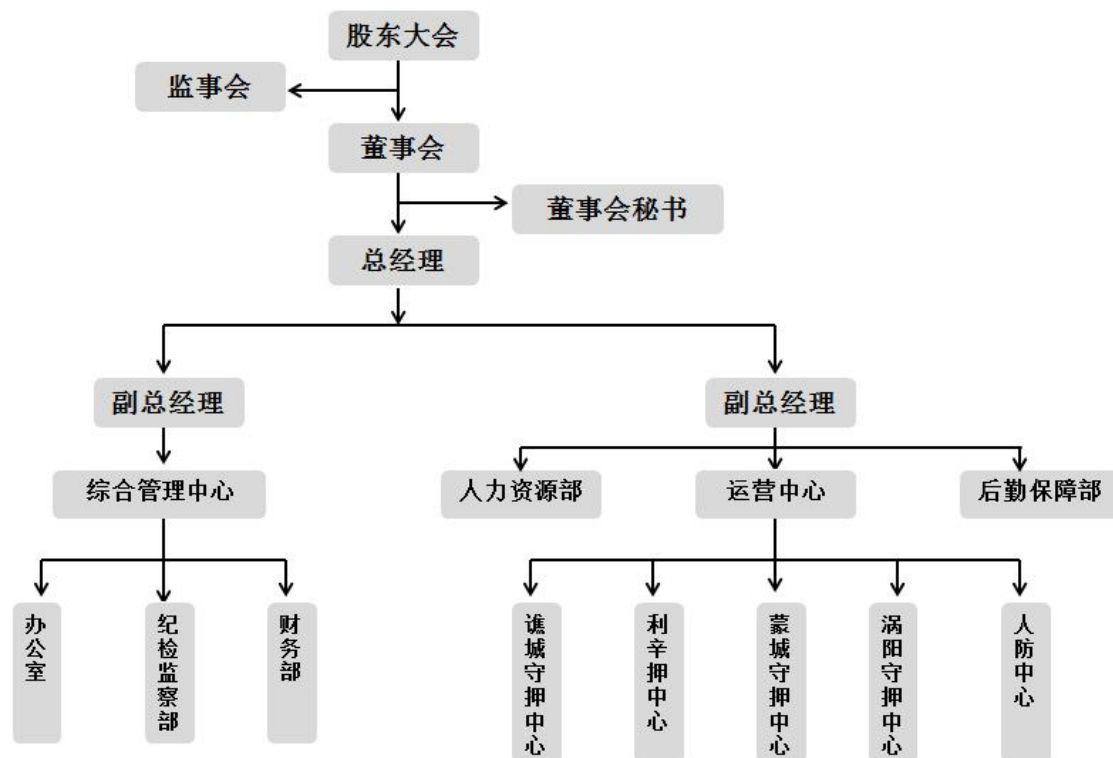 股东大会
监事会
董事会
董事会秘书
总经理
副总经理
副总经理
综合管理中心
人力资源部
运营中心
后勤保障部
办公室
纪检监察部
财务部
谯城守押中心
利辛押中心
蒙城守押中心
涡阳守押中心
人防中心